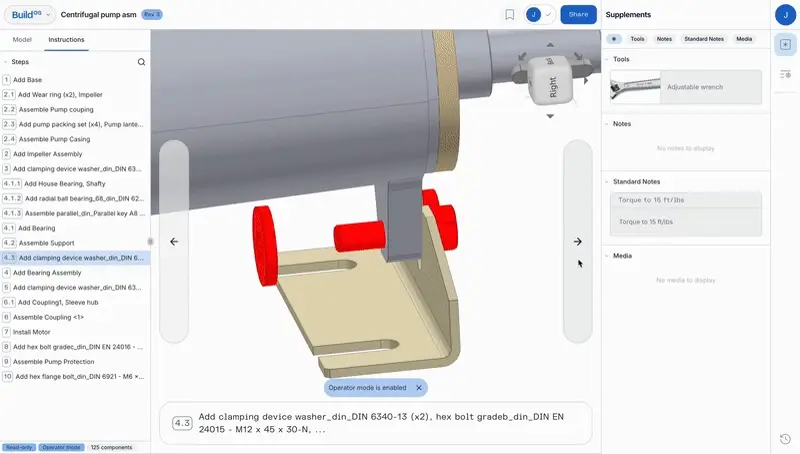 BuildOS
Centrifugal pump asm
Rev 3
J
Share
Supplements
J
Model
Instructions
Steps
1 Add Base
2.1 Add Wear ring (x2), Impeller
2.2 Assemble Pump couping
2.3 Add pump packing set (x4), Pump lante...
2.4 Assemble Pump Casing
2 Add Impeller Assembly
3 Add clamping device washer_din_DIN 63...
4.1.1 Add House Bearing, Shafty
4.1.2 Add radial ball bearing_68_din_DIN 62...
4.1.3 Assemble parallel_din_Parallel key A8 ...
4.1 Add Bearing
4.2 Assemble Support
4.3 Add clamping device washer_din_DIN 6...
4 Add Bearing Assembly
5 Add clamping device washer_din_DIN 63...
6.1 Add Coupling1, Sleeve hub
6 Assemble Coupling <1>
7 Install Motor
8 Add hex bolt gradec_din_DIN EN 24016 - ...
9 Assemble Pump Protection
10 Add hex flange bolt_din_DIN 6921 - M6 ×...
Read-only
Operator mode
125 components
Right
Operator mode is enabled
4.3
Add clamping device washer_din_DIN 6340-13 (x2), hex bolt gradeb_din_DIN EN
24015 - M12 x 45 x 30-N, ...
Tools
Notes
Standard Notes
Media
Tools
Adjustable wrench
Notes
No notes to display
Standard Notes
Torque to 15 ft/lbs
Torque to 15 ft/lbs
Media
No media to display